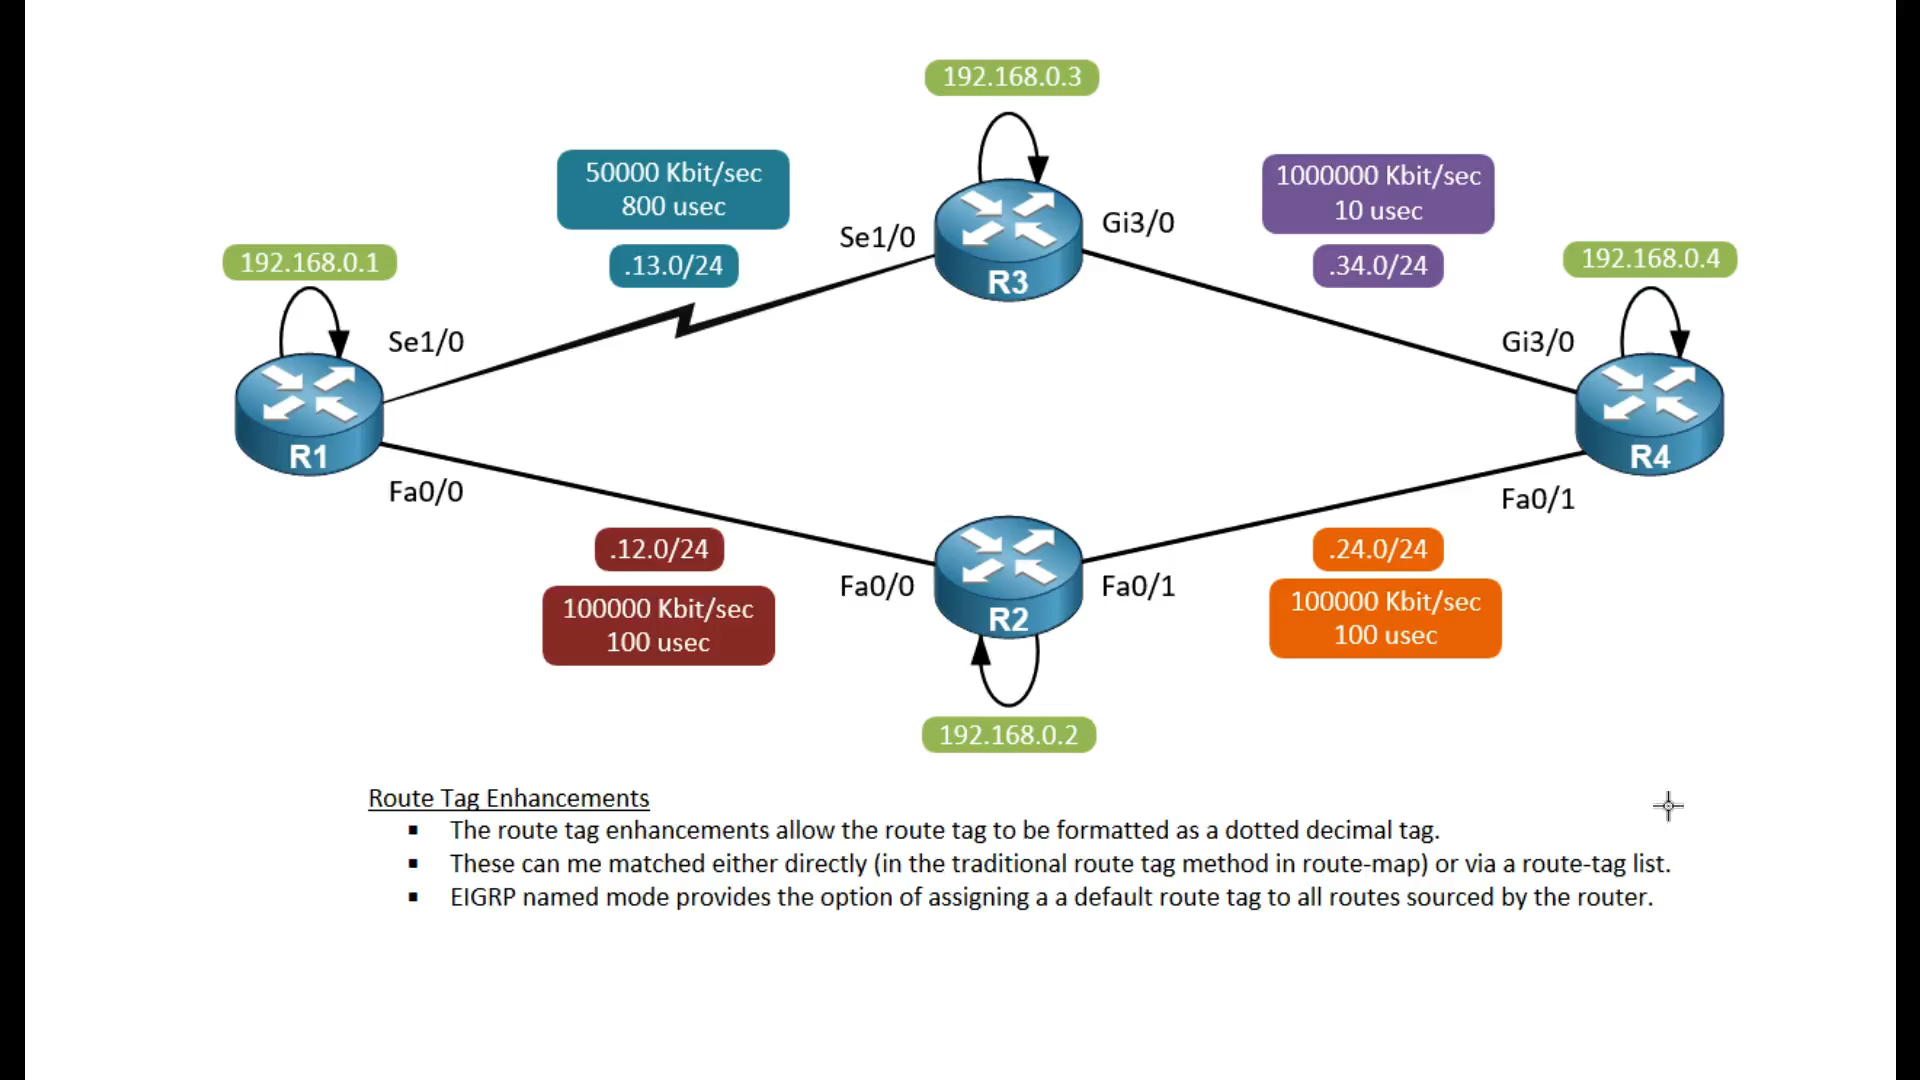 192.168.0.3
50000 Kbit/sec
800 usec
1000000 Kbit/sec
10 usec
Se1/0
Gi3/0
192.168.0.1
.13.0/24
.34.0/24
192.168.0.4
R3
Se1/0
Gi3/0
R1
R4
Fa0/0
Fa0/1
.12.0/24
.24.0/24
Fa0/0
Fa0/1
100000 Kbit/sec
100 usec
R2
100000 Kbit/sec
100 usec
192.168.0.2
Route Tag Enhancements
▪ The route tag enhancements allow the route tag to be formatted as a dotted decimal tag.
▪ These can me matched either directly (in the traditional route tag method in route-map) or via a route-tag list.
▪ EIGRP named mode provides the option of assigning a a default route tag to all routes sourced by the router.